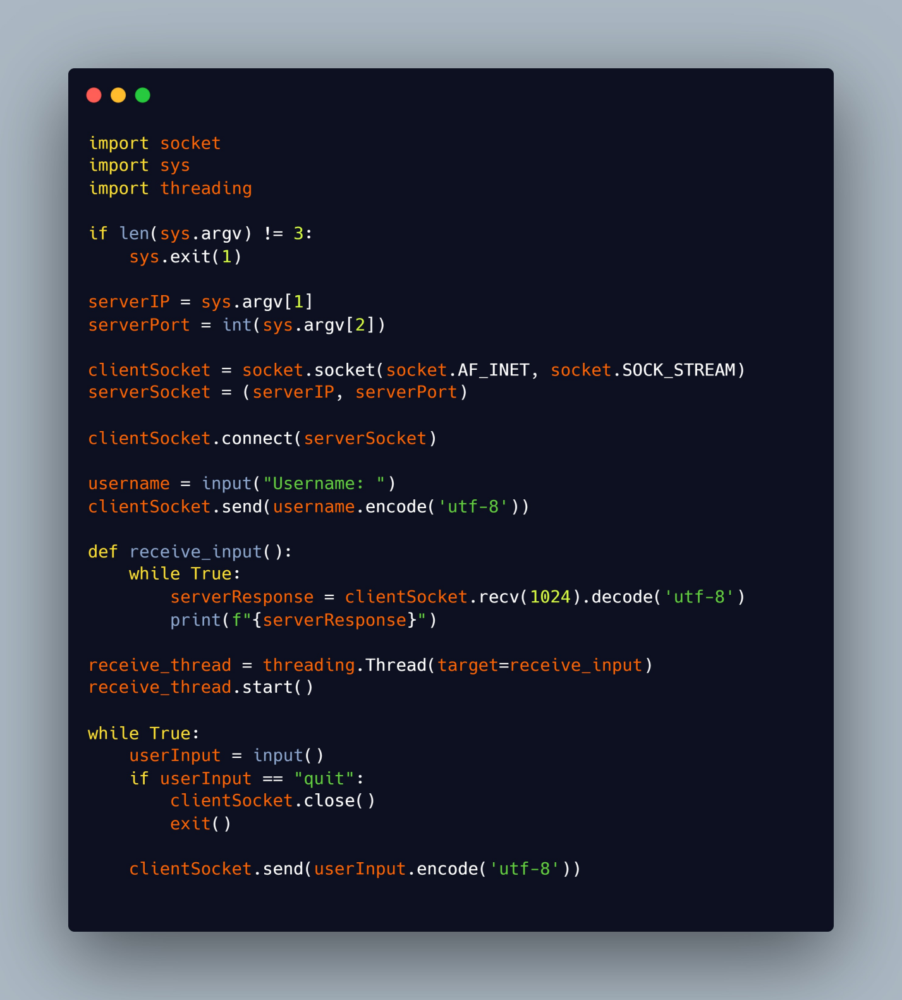 import socket
import sys
import threading

if len(sys.argv) != 3:
    sys.exit(1)

serverIP = sys.argv[1]
serverPort = int(sys.argv[2])

clientSocket = socket.socket(socket.AF_INET, socket.SOCK_STREAM)
serverSocket = (serverIP, serverPort)

clientSocket.connect(serverSocket)

username = input("Username: ")
clientSocket.send(username.encode('utf-8'))

def receive_input():
    while True:
        serverResponse = clientSocket.recv(1024).decode('utf-8')
        print(f"{serverResponse}")

receive_thread = threading.Thread(target=receive_input)
receive_thread.start()

while True:
    userInput = input()
    if userInput == "quit":
        clientSocket.close()
        exit()

    clientSocket.send(userInput.encode('utf-8'))